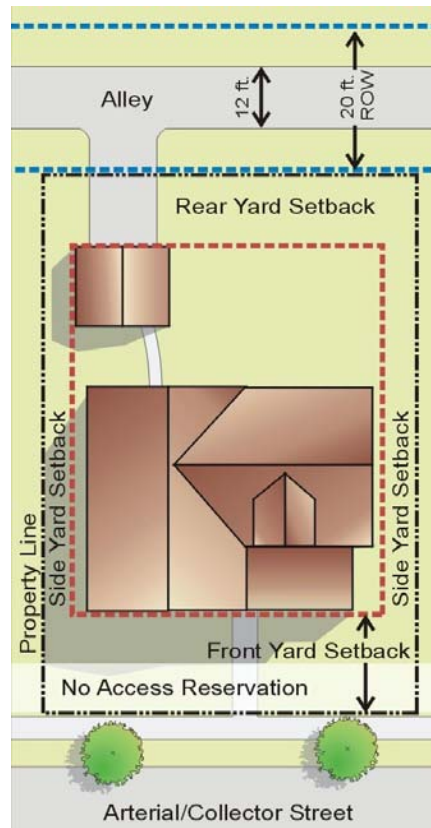 Alley
12 ft.
20 ft.
ROW
Rear Yard Setback
Property Line
Side Yard Setback
Side Yard Setback
Front Yard Setback
No Access Reservation
Arterial/Collector Street